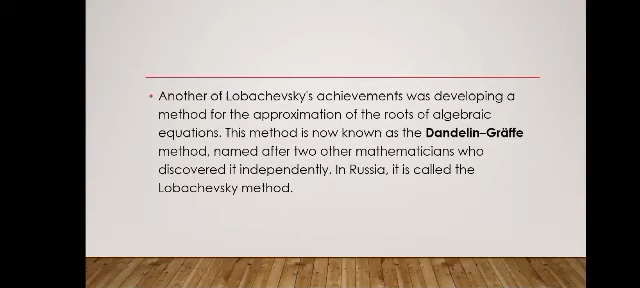 • Another of Lobachevsky's achievements was developing a
method for the approximation of the roots of algebraic
equations. This method is now known as the Dandelin–Gräffe
method, named after two other mathematicians who
discovered it independently. In Russia, it is called the
Lobachevsky method.